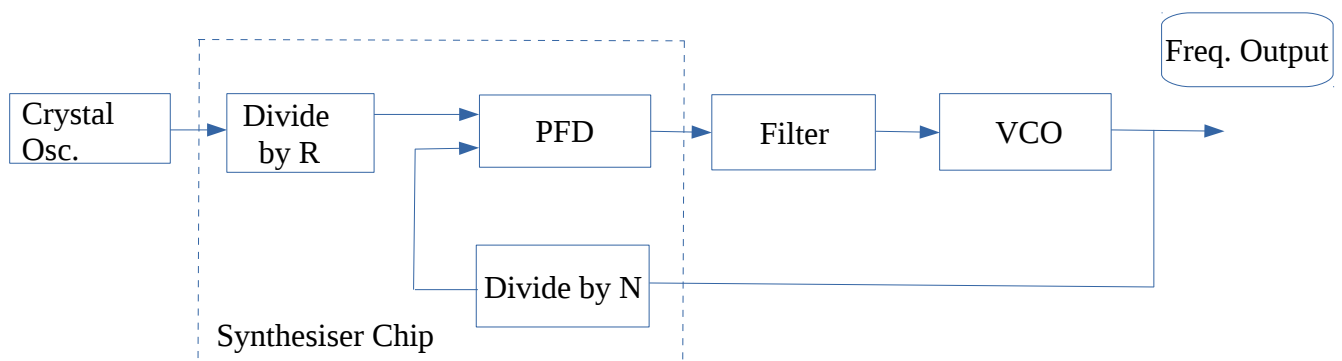 Freq. Output
Crystal
Osc.
Divide
by R
PFD
Filter
VCO
Divide by N
Synthesiser Chip